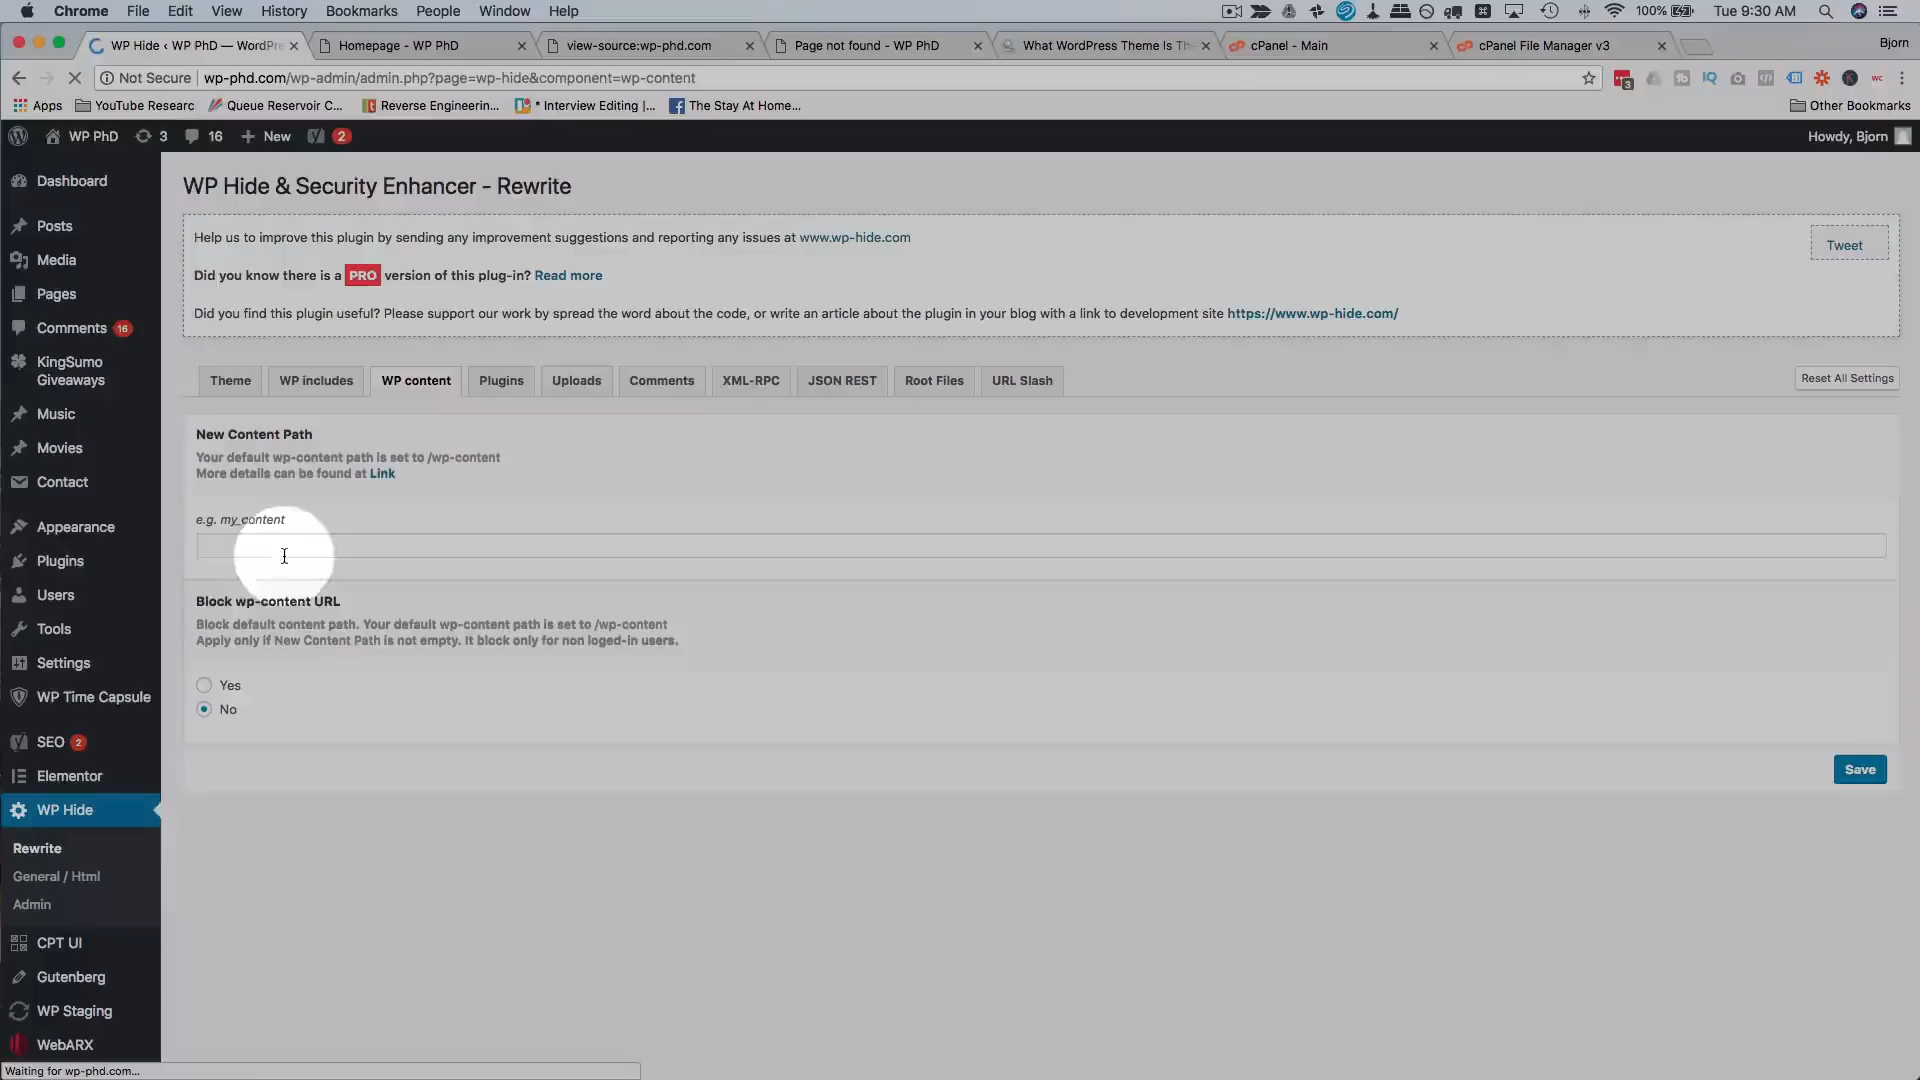 Chrome File Edit View History Bookmarks People Window Help 100% Tue 9:30 AM
WP Hide ‹ WP PhD — WordPre Homepage - WP PhD view-source:wp-phd.com Page not found - WP PhD What WordPress Theme Is Th cPanel - Main cPanel File Manager v3 Bjorn
Not Secure wp-phd.com/wp-admin/admin.php?page=wp-hide&component=wp-content
Apps YouTube Researc Queue Reservoir C... Reverse Engineerin... * Interview Editing |... The Stay At Home... Other Bookmarks
WP PhD 3 16 + New 2 Howdy, Bjorn
Dashboard
Posts
Media
Pages
Comments 16
KingSumo
Giveaways
Music
Movies
Contact
Appearance
Plugins
Users
Tools
Settings
WP Time Capsule
SEO 2
Elementor
WP Hide
Rewrite
General / Html
Admin
CPT UI
Gutenberg
WP Staging
WebARX
WP Hide & Security Enhancer - Rewrite
Help us to improve this plugin by sending any improvement suggestions and reporting any issues at www.wp-hide.com
Tweet
Did you know there is a PRO version of this plug-in? Read more
Did you find this plugin useful? Please support our work by spread the word about the code, or write an article about the plugin in your blog with a link to development site https://www.wp-hide.com/
Theme WP includes WP content Plugins Uploads Comments XML-RPC JSON REST Root Files URL Slash Reset All Settings
New Content Path
Your default wp-content path is set to /wp-content
More details can be found at Link
e.g. my_content
Block wp-content URL
Block default content path. Your default wp-content path is set to /wp-content
Apply only if New Content Path is not empty. It block only for non loged-in users.
Yes
No
Save
Waiting for wp-phd.com...